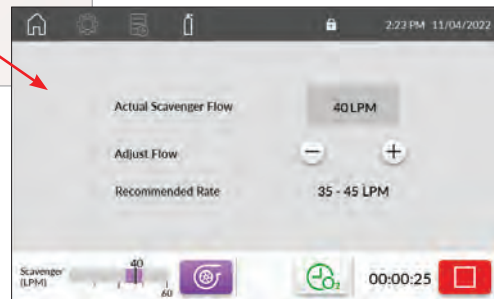 2:23 PM 11/04/2022
Actual Scavenger Flow 40 LPM
Adjust Flow
Recommended Rate 35 - 45 LPM
Scavenger
(LPM)
40
60
O₂
00:00:25